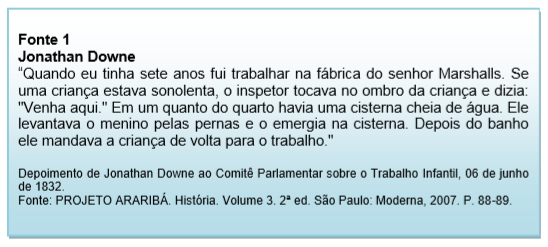 Fonte 1
Jonathan Downe
“Quando eu tinha sete anos fui trabalhar na fábrica do senhor Marshalls. Se
uma criança estava sonolenta, o inspetor tocava no ombro da criança e dizia:
"Venha aqui." Em um quanto do quarto havia uma cisterna cheia de água. Ele
levantava o menino pelas pernas e o emergia na cisterna. Depois do banho
ele mandava a criança de volta para o trabalho."
Depoimento de Jonathan Downe ao Comitê Parlamentar sobre o Trabalho Infantil, 06 de junho
de 1832.
Fonte: PROJETO ARARIBÁ. História. Volume 3. 2ª ed. São Paulo: Moderna, 2007. P. 88-89.